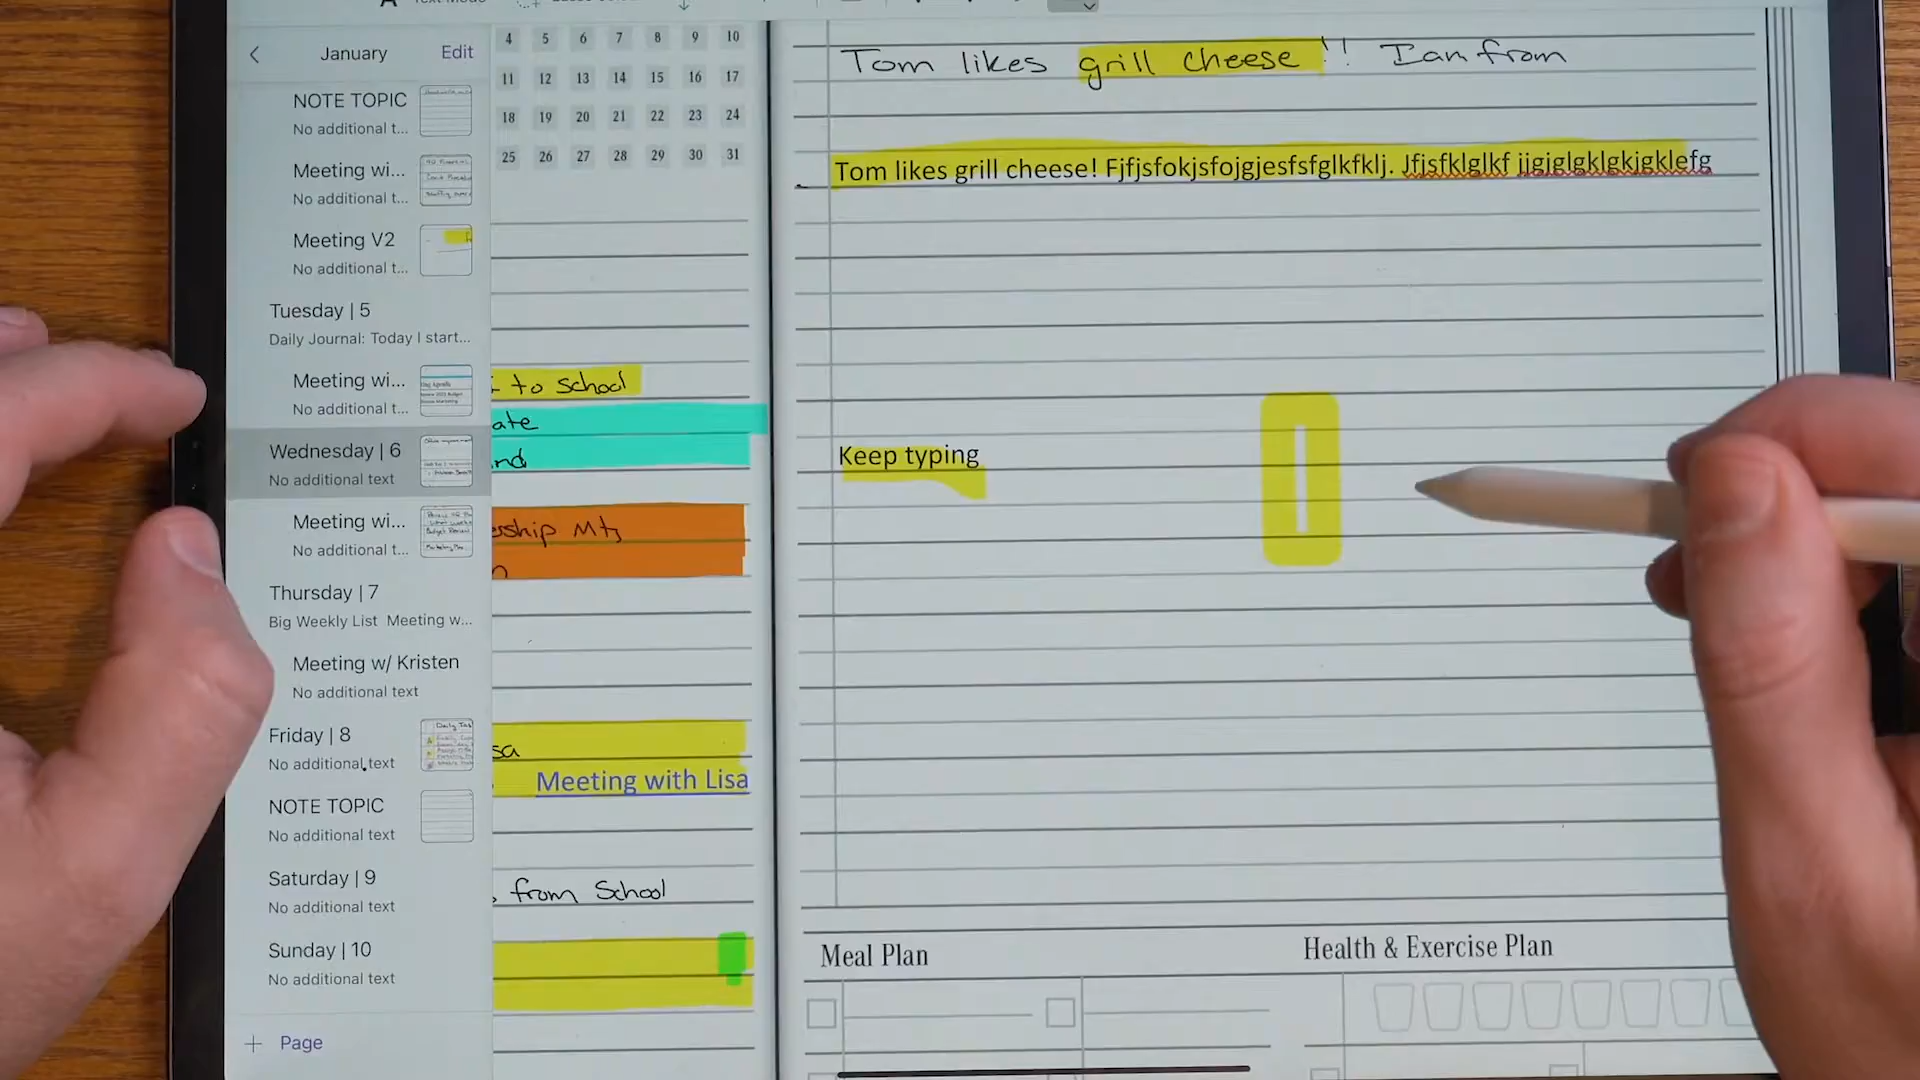 January Edit
NOTE TOPIC
No additional t...
Meeting wi...
No additional t...
Meeting V2
No additional t...
Tuesday | 5
Daily Journal: Today I start...
Meeting wi...
No additional t...
Wednesday | 6
No additional text
Meeting wi...
No additional t...
Thursday | 7
Big Weekly List Meeting w...
Meeting w/ Kristen
No additional text
Friday | 8
No additional text
NOTE TOPIC
No additional text
Saturday | 9
No additional text
Sunday | 10
No additional text
+ Page
4 5 6 7 8 9 10
11 12 13 14 15 16 17
18 19 20 21 22 23 24
25 26 27 28 29 30 31
to School
ate
nd
ship Mtg
sa
Meeting with Lisa
from School
Tom likes grill cheese!! I am from
Tom likes grill cheese! Fjfjsfokjsfojgjesfsfglkfklj. Jfjsfklglkf jjgjglgklgkjgklefg
Keep typing
Meal Plan
Health & Exercise Plan